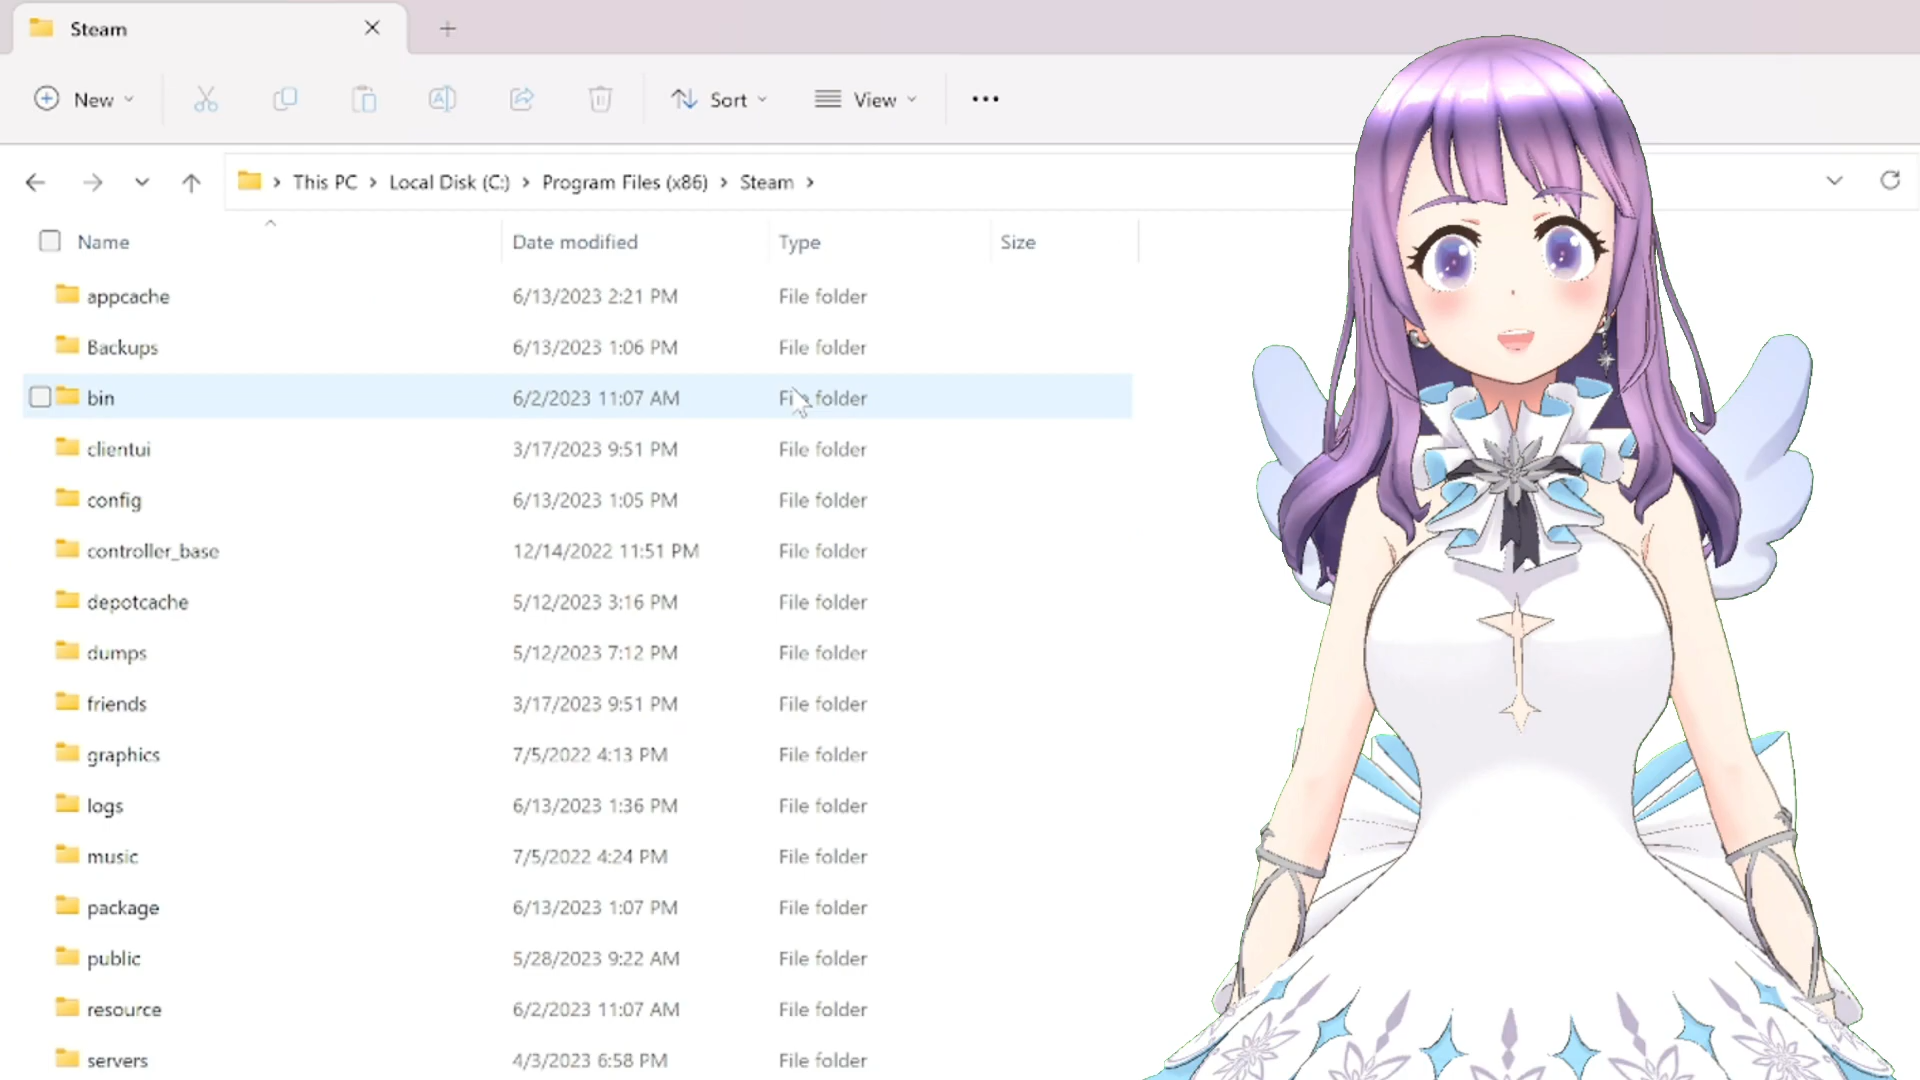 Steam
New Sort View
This PC Local Disk (C:) Program Files (x86) Steam
Name Date modified Type Size
appcache 6/13/2023 2:21 PM File folder
Backups 6/13/2023 1:06 PM File folder
bin 6/2/2023 11:07 AM File folder
clientui 3/17/2023 9:51 PM File folder
config 6/13/2023 1:05 PM File folder
controller_base 12/14/2022 11:51 PM File folder
depotcache 5/12/2023 3:16 PM File folder
dumps 5/12/2023 7:12 PM File folder
friends 3/17/2023 9:51 PM File folder
graphics 7/5/2022 4:13 PM File folder
logs 6/13/2023 1:36 PM File folder
music 7/5/2022 4:24 PM File folder
package 6/13/2023 1:07 PM File folder
public 5/28/2023 9:22 AM File folder
resource 6/2/2023 11:07 AM File folder
servers 4/3/2023 6:58 PM File folder